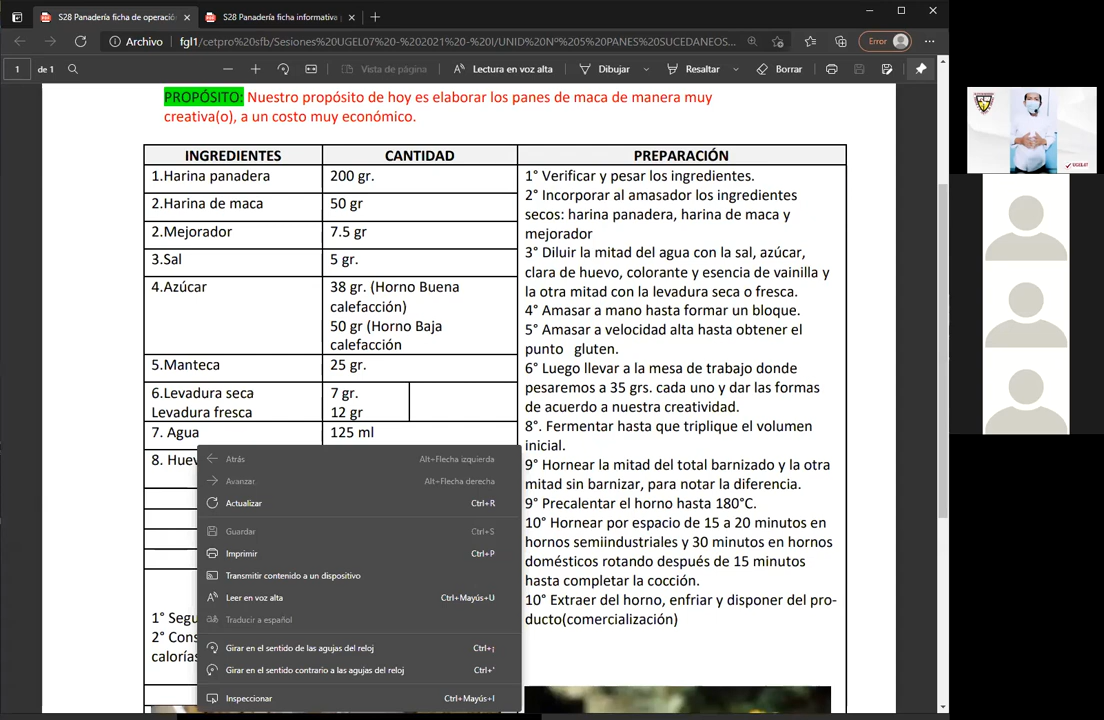 S28 Panadería ficha de operació
S28 Panadería ficha informativa
Archivo
fgl1/cetpro%20sfb/Sesiones%20UGEL07%20-%202021%20-%20I/UNID%20Nº%205%20PANES%20SUCEDANEOS...
Error
1
de 1
Vista de página
Lectura en voz alta
Dibujar
Resaltar
Borrar
PROPÓSITO: Nuestro propósito de hoy es elaborar los panes de maca de manera muy
creativa(o), a un costo muy económico.
INGREDIENTES
CANTIDAD
PREPARACIÓN
1.Harina panadera
200 gr.
2.Harina de maca
50 gr
2.Mejorador
7.5 gr
3.Sal
5 gr.
4.Azúcar
38 gr. (Horno Buena
calefacción)
50 gr (Horno Baja
calefacción
5.Manteca
25 gr.
6.Levadura seca
7 gr.
Levadura fresca
12 gr
7. Agua
125 ml
8. Huev
1° Segu
2° Cons
calorías
1° Verificar y pesar los ingredientes.
2° Incorporar al amasador los ingredientes
secos: harina panadera, harina de maca y
mejorador
3° Diluir la mitad del agua con la sal, azúcar,
clara de huevo, colorante y esencia de vainilla y
la otra mitad con la levadura seca o fresca.
4° Amasar a mano hasta formar un bloque.
5° Amasar a velocidad alta hasta obtener el
punto gluten.
6° Luego llevar a la mesa de trabajo donde
pesaremos a 35 grs. cada uno y dar las formas
de acuerdo a nuestra creatividad.
8°. Fermentar hasta que triplique el volumen
inicial.
9° Hornear la mitad del total barnizado y la otra
mitad sin barnizar, para notar la diferencia.
9° Precalentar el horno hasta 180°C.
10° Hornear por espacio de 15 a 20 minutos en
hornos semiindustriales y 30 minutos en hornos
domésticos rotando después de 15 minutos
hasta completar la cocción.
10° Extraer del horno, enfriar y disponer del pro-
ducto(comercialización)
Atrás Alt+Flecha izquierda
Avanzar Alt+Flecha derecha
Actualizar Ctrl+R
Guardar Ctrl+S
Imprimir Ctrl+P
Transmitir contenido a un dispositivo
Leer en voz alta Ctrl+Mayús+U
Traducir a español
Girar en el sentido de las agujas del reloj Ctrl+¡
Girar en el sentido contrario a las agujas del reloj Ctrl+'
Inspeccionar Ctrl+Mayús+I